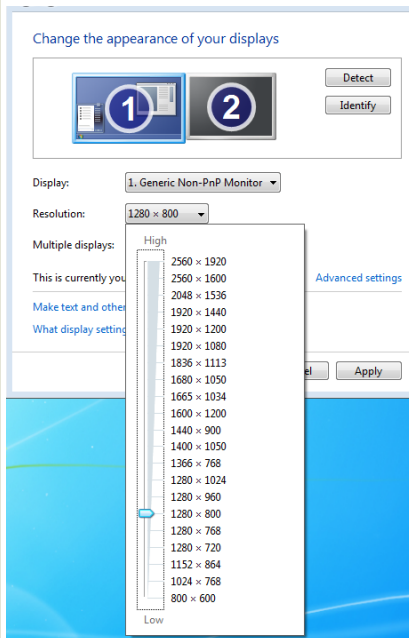 Change the appearance of your displays
1
2
Detect
Identify
Display:
1. Generic Non-PnP Monitor
Resolution:
1280 × 800
Multiple displays:
High
2560 × 1920
2560 × 1600
2048 × 1536
1920 × 1440
1920 × 1200
1920 × 1080
1836 × 1113
1680 × 1050
1665 × 1034
1600 × 1200
1440 × 900
1400 × 1050
1366 × 768
1280 × 1024
1280 × 960
1280 × 800
1280 × 768
1280 × 720
1152 × 864
1024 × 768
800 × 600
Low
This is currently you
Advanced settings
Make text and other
What display setting
el
Apply